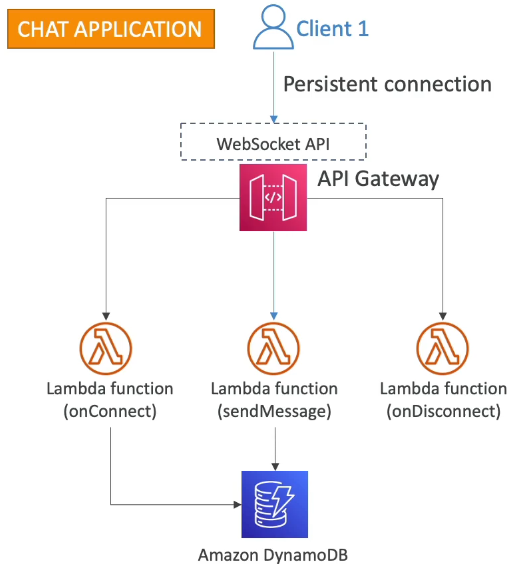 CHAT APPLICATION
Client 1
Persistent connection
WebSocket API
API Gateway
Lambda function
(onConnect)
Lambda function
(sendMessage)
Lambda function
(onDisconnect)
Amazon DynamoDB